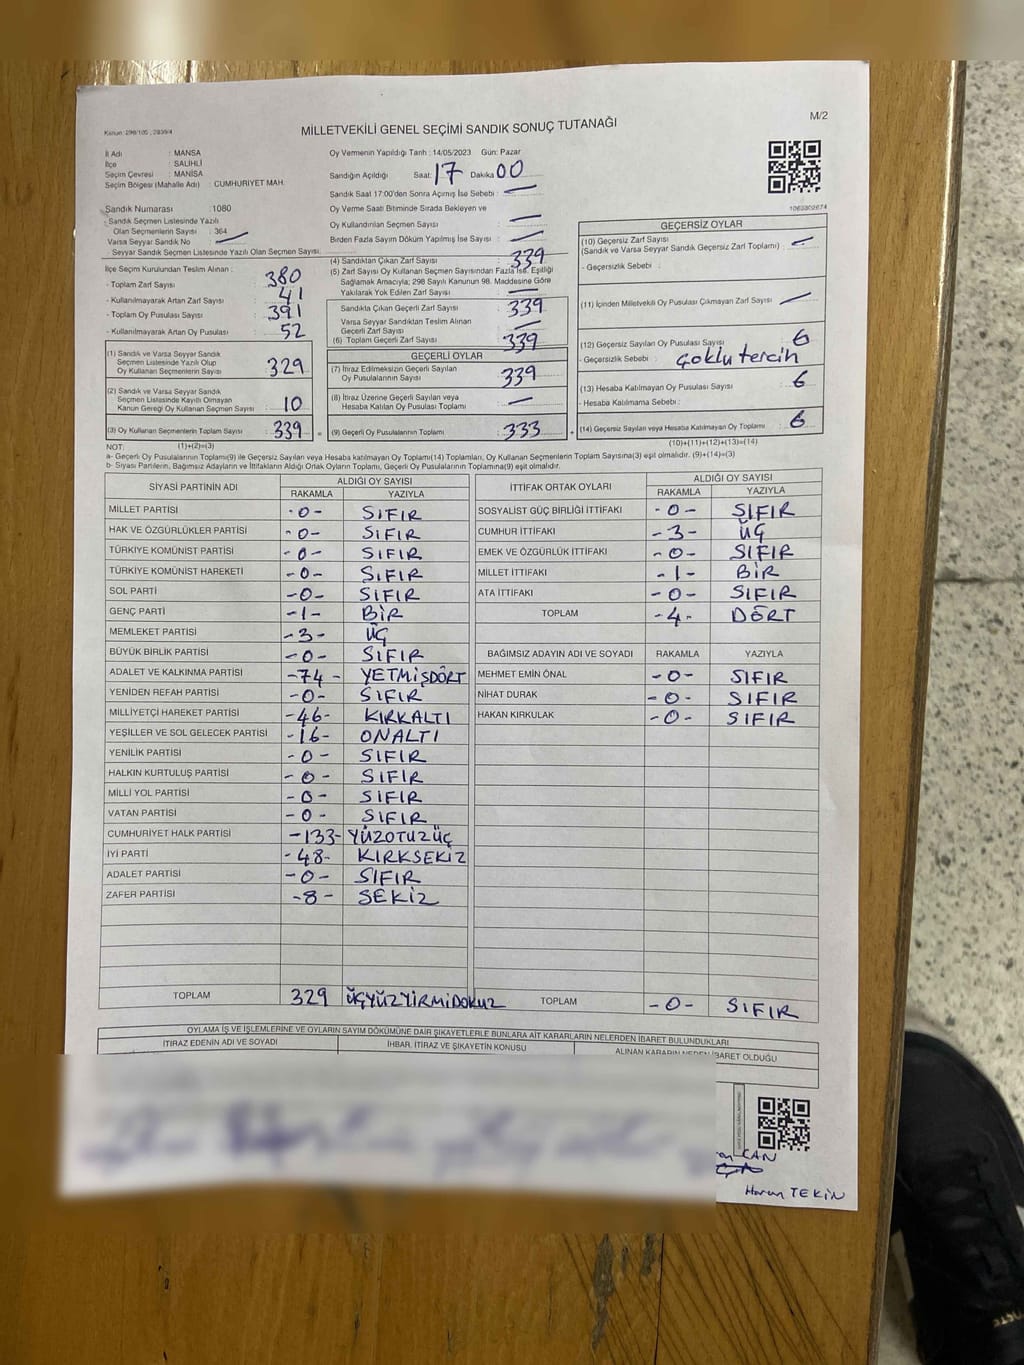 Kanun: 298/105, 2839/4
MİLLETVEKİLİ GENEL SEÇİMİ SANDIK SONUÇ TUTANAĞI
M/2
İl Adı : MANİSA
İlçe : SALİHLİ
Seçim Çevresi : MANİSA
Seçim Bölgesi (Mahalle Adı) : CUMHURİYET MAH.
Sandık Numarası :1080
- Sandık Seçmen Listesinde Yazılı
Olan Seçmenlerin Sayısı : 364
Varsa Seyyar Sandık No
Seyyar Sandık Seçmen Listesinde Yazılı Olan Seçmen Sayısı:
İlçe Seçim Kurulundan Teslim Alınan :
- Toplam Zarf Sayısı : 380
- Kullanılmayarak Artan Zarf Sayısı : 41
- Toplam Oy Pusulası Sayısı : 391
- Kullanılmayarak Artan Oy Pusulası : 52
(1) Sandık ve Varsa Seyyar Sandık
Seçmen Listesinde Yazılı Olup
Oy Kullanan Seçmenlerin Sayısı : 329
(2) Sandık ve Varsa Seyyar Sandık
Seçmen Listesinde Kayıtlı Olmayan
Kanun Gereği Oy Kullanan Seçmen Sayısı : 10
(3) Oy Kullanan Seçmenlerin Toplam Sayısı : 339 =
Oy Vermenin Yapıldığı Tarih : 14/05/2023 Gün: Pazar
Sandığın Açıldığı Saat: 17 Dakika 00
Sandık Saat 17:00'den Sonra Açılmış İse Sebebi : —
Oy Verme Saati Bitiminde Sırada Bekleyen ve
Oy Kullandırılan Seçmen Sayısı : —
Birden Fazla Sayım Döküm Yapılmış İse Sayısı : —
(4) Sandıktan Çıkan Zarf Sayısı : 339
(5) Zarf Sayısı Oy Kullanan Seçmen Sayısından Fazla İse, Eşitliği
Sağlamak Amacıyla; 298 Sayılı Kanunun 98. Maddesine Göre
Yakılarak Yok Edilen Zarf Sayısı : —
Sandıkta Çıkan Geçerli Zarf Sayısı : 339
Varsa Seyyar Sandıktan Teslim Alınan
Geçerli Zarf Sayısı : —
(6) Toplam Geçerli Zarf Sayısı : 339
GEÇERLİ OYLAR
(7) İtiraz Edilmeksizin Geçerli Sayılan
Oy Pusulalarının Sayısı : 339
(8) İtiraz Üzerine Geçerli Sayılan veya
Hesaba Katılan Oy Pusulası Toplamı : —
(9) Geçerli Oy Pusulalarının Toplamı : 333 +
1063302674
GEÇERSİZ OYLAR
(10) Geçersiz Zarf Sayısı
(Sandık ve Varsa Seyyar Sandık Geçersiz Zarf Toplamı) : —
- Geçersizlik Sebebi :
(11) İçinden Milletvekili Oy Pusulası Çıkmayan Zarf Sayısı : —
(12) Geçersiz Sayılan Oy Pusulası Sayısı : 6
- Geçersizlik Sebebi : çoklu tercih
(13) Hesaba Katılmayan Oy Pusulası Sayısı : 6
- Hesaba Katılmama Sebebi :
(14) Geçersiz Sayılan veya Hesaba Katılmayan Oy Toplamı : 6
NOT: (1)+(2)=(3)
(10)+(11)+(12)+(13)=(14)
a- Geçerli Oy Pusulalarının Toplamı(9) ile Geçersiz Sayılan veya Hesaba katılmayan Oy Toplamı(14) Toplamları, Oy Kullanan Seçmenlerin Toplam Sayısına(3) eşit olmalıdır. (9)+(14)=(3)
b- Siyasi Partilerin, Bağımsız Adayların ve İttifakların Aldığı Ortak Oyların Toplamı, Geçerli Oy Pusulalarının Toplamına(9) eşit olmalıdır.
SİYASİ PARTİNİN ADI ALDIĞI OY SAYISI
RAKAMLA YAZIYLA
MİLLET PARTİSİ -0- SIFIR
HAK VE ÖZGÜRLÜKLER PARTİSİ -0- SIFIR
TÜRKİYE KOMÜNİST PARTİSİ -0- SIFIR
TÜRKİYE KOMÜNİST HAREKETİ -0- SIFIR
SOL PARTİ -0- SIFIR
GENÇ PARTİ -1- BİR
MEMLEKET PARTİSİ -3- ÜÇ
BÜYÜK BİRLİK PARTİSİ -0- SIFIR
ADALET VE KALKINMA PARTİSİ -74- YETMİŞDÖRT
YENİDEN REFAH PARTİSİ -0- SIFIR
MİLLİYETÇİ HAREKET PARTİSİ -46- KIRKALTI
YEŞİLLER VE SOL GELECEK PARTİSİ -16- ONALTI
YENİLİK PARTİSİ -0- SIFIR
HALKIN KURTULUŞ PARTİSİ -0- SIFIR
MİLLİ YOL PARTİSİ -0- SIFIR
VATAN PARTİSİ -0- SIFIR
CUMHURİYET HALK PARTİSİ -133- YÜZOTUZÜÇ
İYİ PARTİ -48- KIRKSEKİZ
ADALET PARTİSİ -0- SIFIR
ZAFER PARTİSİ -8- SEKİZ
TOPLAM 329 ÜÇYÜZYİRMİDOKUZ
İTTİFAK ORTAK OYLARI ALDIĞI OY SAYISI
RAKAMLA YAZIYLA
SOSYALİST GÜÇ BİRLİĞİ İTTİFAKI -0- SIFIR
CUMHUR İTTİFAKI -3- ÜÇ
EMEK VE ÖZGÜRLÜK İTTİFAKI -0- SIFIR
MİLLET İTTİFAKI -1- BİR
ATA İTTİFAKI -0- SIFIR
TOPLAM -4- DÖRT
BAĞIMSIZ ADAYIN ADI VE SOYADI RAKAMLA YAZIYLA
MEHMET EMİN ÖNAL -0- SIFIR
NİHAT DURAK -0- SIFIR
HAKAN KIRKULAK -0- SIFIR
TOPLAM -0- SIFIR
OYLAMA İŞ VE İŞLEMLERİNE VE OYLARIN SAYIM DÖKÜMÜNE DAİR ŞİKAYETLERLE BUNLARA AİT KARARLARIN NELERDEN İBARET BULUNDUKLARI
İTİRAZ EDENİN ADI VE SOYADI İHBAR, İTİRAZ VE ŞİKAYETİN KONUSU ALINAN KARARIN NEDEN İBARET OLDUĞU
CAN
Harun TEKİN